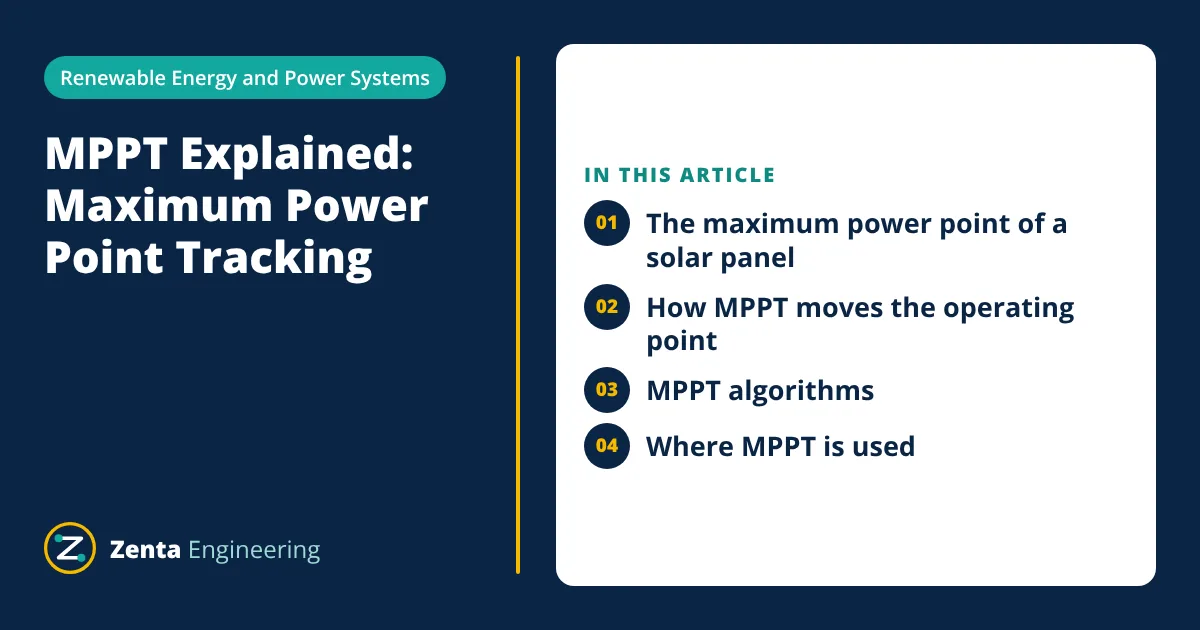 Renewable Energy and Power Systems
MPPT Explained:
Maximum Power
Point Tracking
Zenta Engineering
IN THIS ARTICLE
01 The maximum power point of a
solar panel
02 How MPPT moves the operating
point
03 MPPT algorithms
04 Where MPPT is used